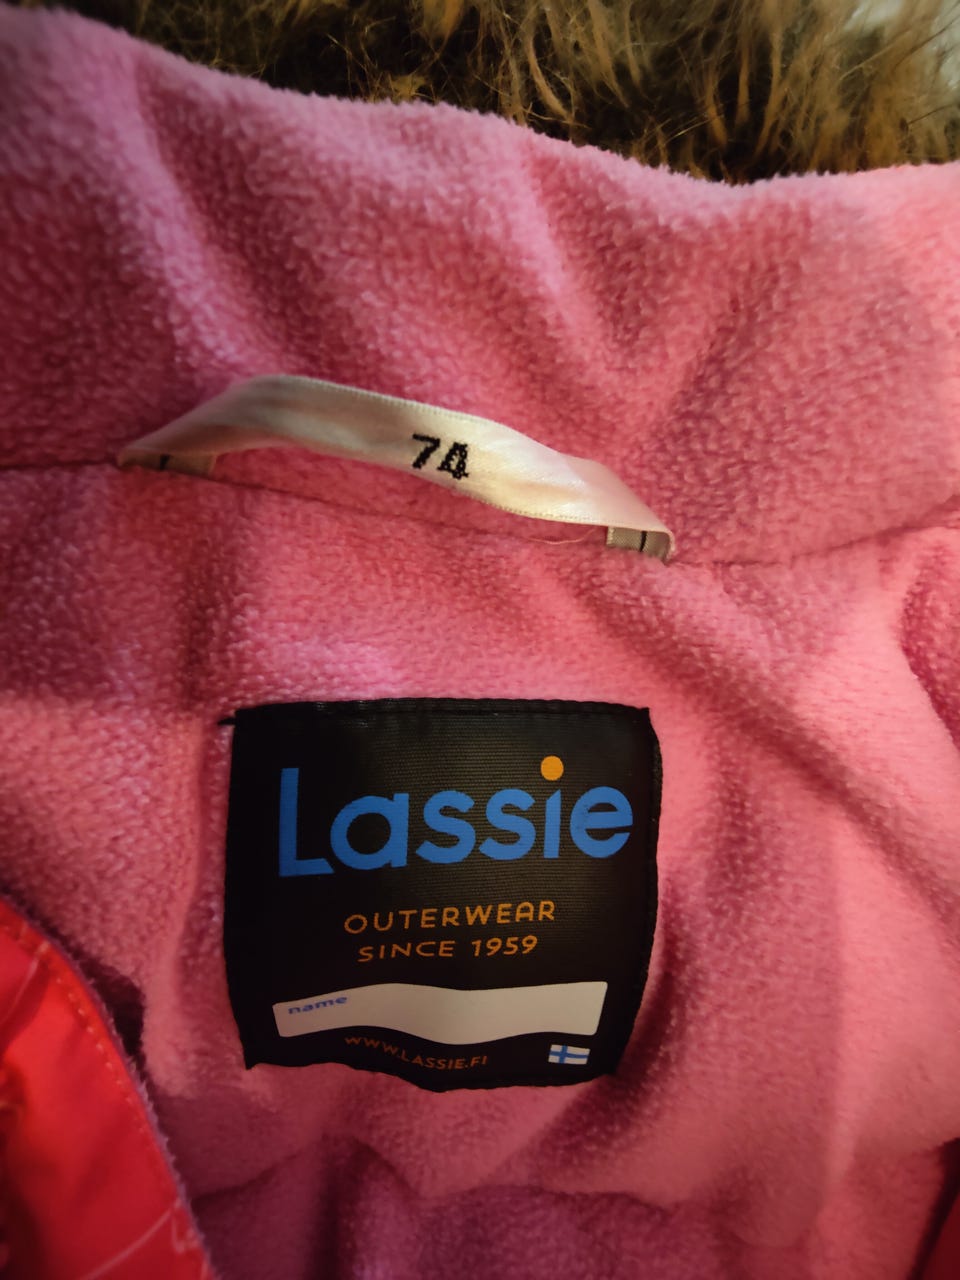 74
Lassie
OUTERWEAR
SINCE 1959
name
WWW.LASSIE.FI